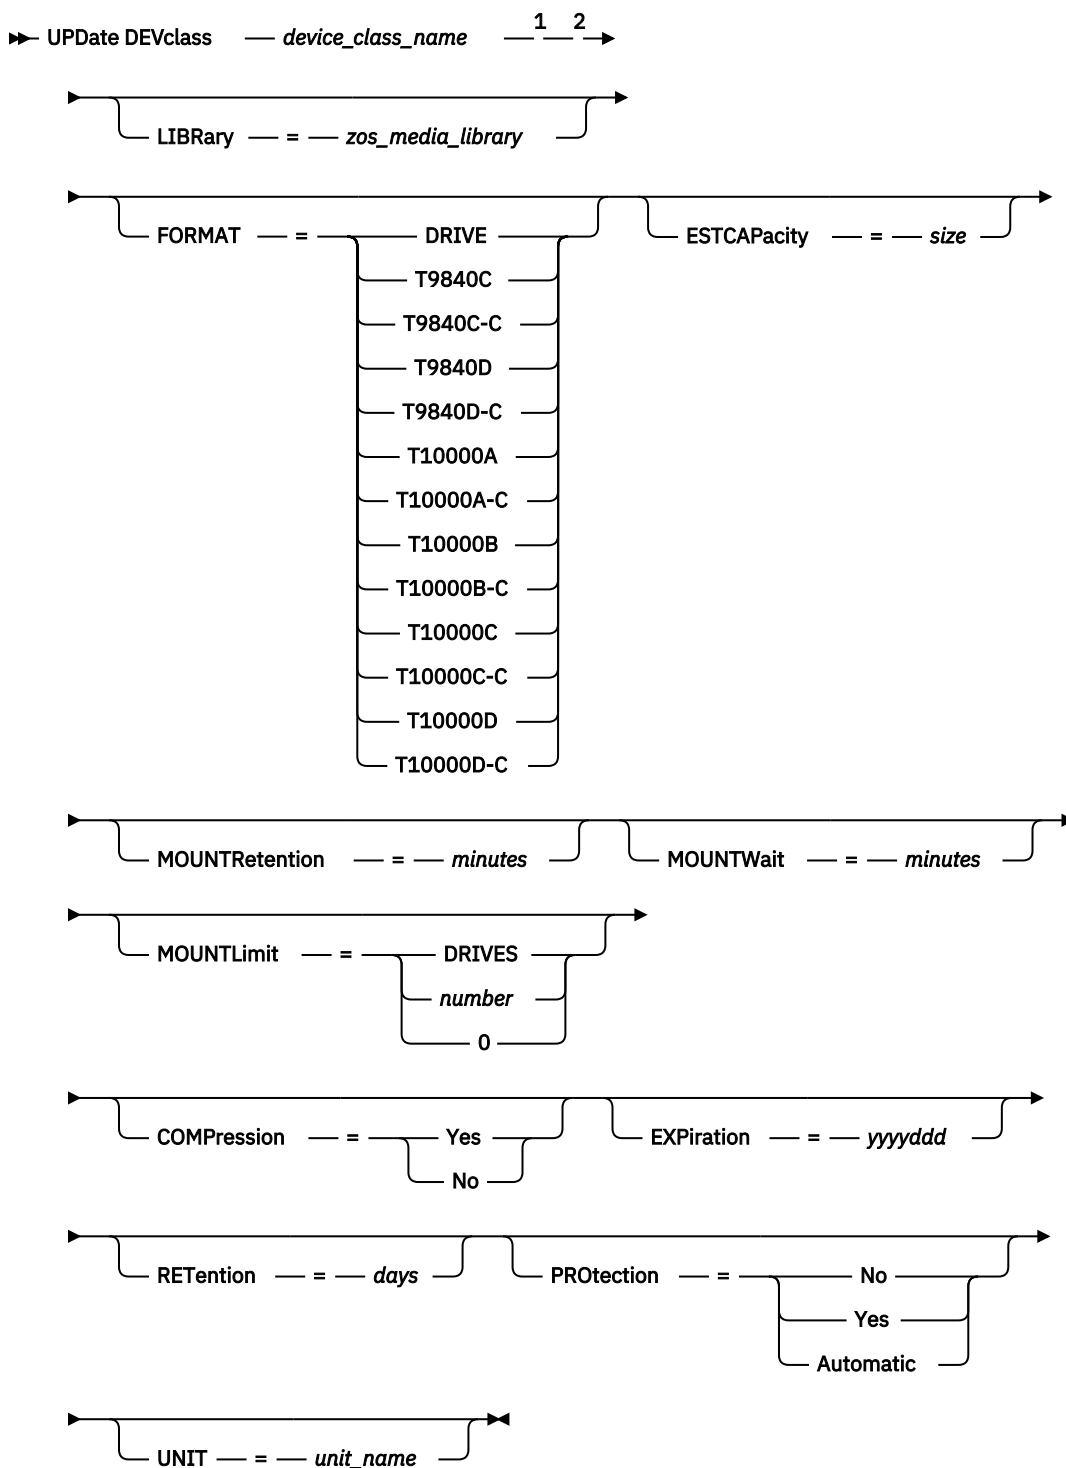 1 2
UPDate DEVclass device_class_name
LIBRary = zos_media_library
FORMAT = DRIVE ESTCAPacity = size
T9840C
T9840C-C
T9840D
T9840D-C
T10000A
T10000A-C
T10000B
T10000B-C
T10000C
T10000C-C
T10000D
T10000D-C
MOUNTRetention = minutes MOUNTWait = minutes
MOUNTLimit = DRIVES
number
0
COMPression = Yes EXPiration = yyyyddd
No
RETention = days PROtection = No
Yes
Automatic
UNIT = unit_name